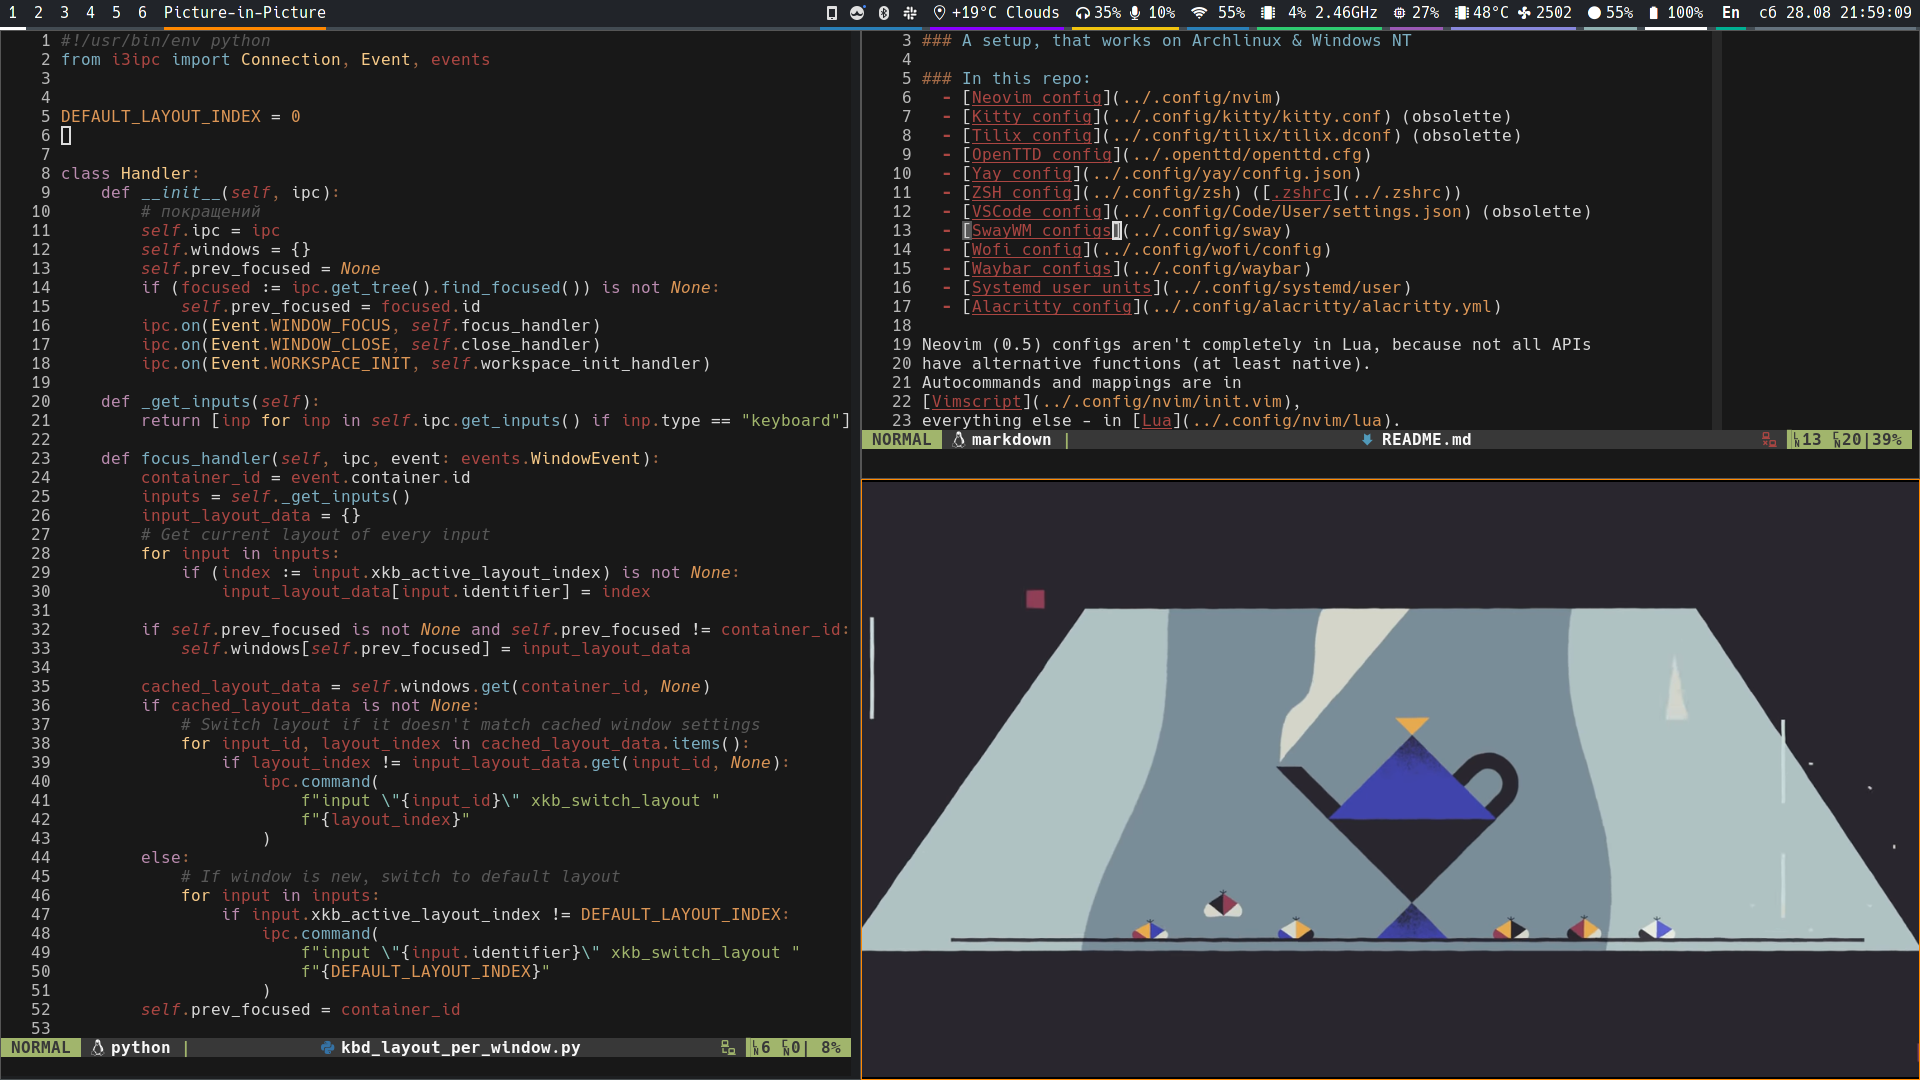 1 2 3 4 5 6 Picture-in-Picture +19°C Clouds 35% 10% 55% 4% 2.46GHz 27% 48°C 2502 55% 100% En сб 28.08 21:59:09
1 #!/usr/bin/env python
2 from i3ipc import Connection, Event, events
3
4
5 DEFAULT_LAYOUT_INDEX = 0
6
7
8 class Handler:
9     def __init__(self, ipc):
10         # покращений
11         self.ipc = ipc
12         self.windows = {}
13         self.prev_focused = None
14         if (focused := ipc.get_tree().find_focused()) is not None:
15             self.prev_focused = focused.id
16         ipc.on(Event.WINDOW_FOCUS, self.focus_handler)
17         ipc.on(Event.WINDOW_CLOSE, self.close_handler)
18         ipc.on(Event.WORKSPACE_INIT, self.workspace_init_handler)
19
20     def _get_inputs(self):
21         return [inp for inp in self.ipc.get_inputs() if inp.type == "keyboard"]
22
23     def focus_handler(self, ipc, event: events.WindowEvent):
24         container_id = event.container.id
25         inputs = self._get_inputs()
26         input_layout_data = {}
27         # Get current layout of every input
28         for input in inputs:
29             if (index := input.xkb_active_layout_index) is not None:
30                 input_layout_data[input.identifier] = index
31
32         if self.prev_focused is not None and self.prev_focused != container_id:
33             self.windows[self.prev_focused] = input_layout_data
34
35         cached_layout_data = self.windows.get(container_id, None)
36         if cached_layout_data is not None:
37             # Switch layout if it doesn't match cached window settings
38             for input_id, layout_index in cached_layout_data.items():
39                 if layout_index != input_layout_data.get(input_id, None):
40                     ipc.command(
41                         f"input \"{input_id}\" xkb_switch_layout "
42                         f"{layout_index}"
43                     )
44         else:
45             # If window is new, switch to default layout
46             for input in inputs:
47                 if input.xkb_active_layout_index != DEFAULT_LAYOUT_INDEX:
48                     ipc.command(
49                         f"input \"{input.identifier}\" xkb_switch_layout "
50                         f"{DEFAULT_LAYOUT_INDEX}"
51                     )
52         self.prev_focused = container_id
53
NORMAL python | kbd_layout_per_window.py LN 6 CN 0| 8%
3 ### A setup, that works on Archlinux & Windows NT
4
5 ### In this repo:
6   - [Neovim config](../.config/nvim)
7   - [Kitty config](../.config/kitty/kitty.conf) (obsolette)
8   - [Tilix config](../.config/tilix/tilix.dconf) (obsolette)
9   - [OpenTTD config](../.openttd/openttd.cfg)
10   - [Yay config](../.config/yay/config.json)
11   - [ZSH config](../.config/zsh) ([.zshrc](../.zshrc))
12   - [VSCode config](../.config/Code/User/settings.json) (obsolette)
13   - [SwayWM configs](../.config/sway)
14   - [Wofi config](../.config/wofi/config)
15   - [Waybar configs](../.config/waybar)
16   - [Systemd user units](../.config/systemd/user)
17   - [Alacritty config](../.config/alacritty/alacritty.yml)
18
19 Neovim (0.5) configs aren't completely in Lua, because not all APIs
20 have alternative functions (at least native).
21 Autocommands and mappings are in
22 [Vimscript](../.config/nvim/init.vim),
23 everything else – in [Lua](../.config/nvim/lua).
NORMAL markdown | README.md LN 13 CN 20|39%